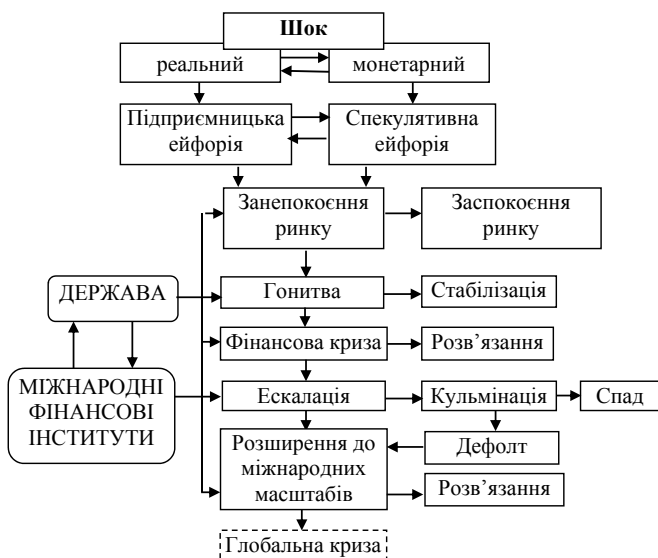 Шок
реальний
монетарний
Підприємницька
ейфорія
Спекулятивна
ейфорія
Занепокоєння
ринку
Заспокоєння
ринку
ДЕРЖАВА
Гонитва
Стабілізація
Фінансова криза
Розв’язання
МІЖНАРОДНІ
ФІНАНСОВІ
ІНСТИТУТИ
Ескалація
Кульмінація
Спад
Розширення до
міжнародних
масштабів
Дефолт
Розв’язання
Глобальна криза